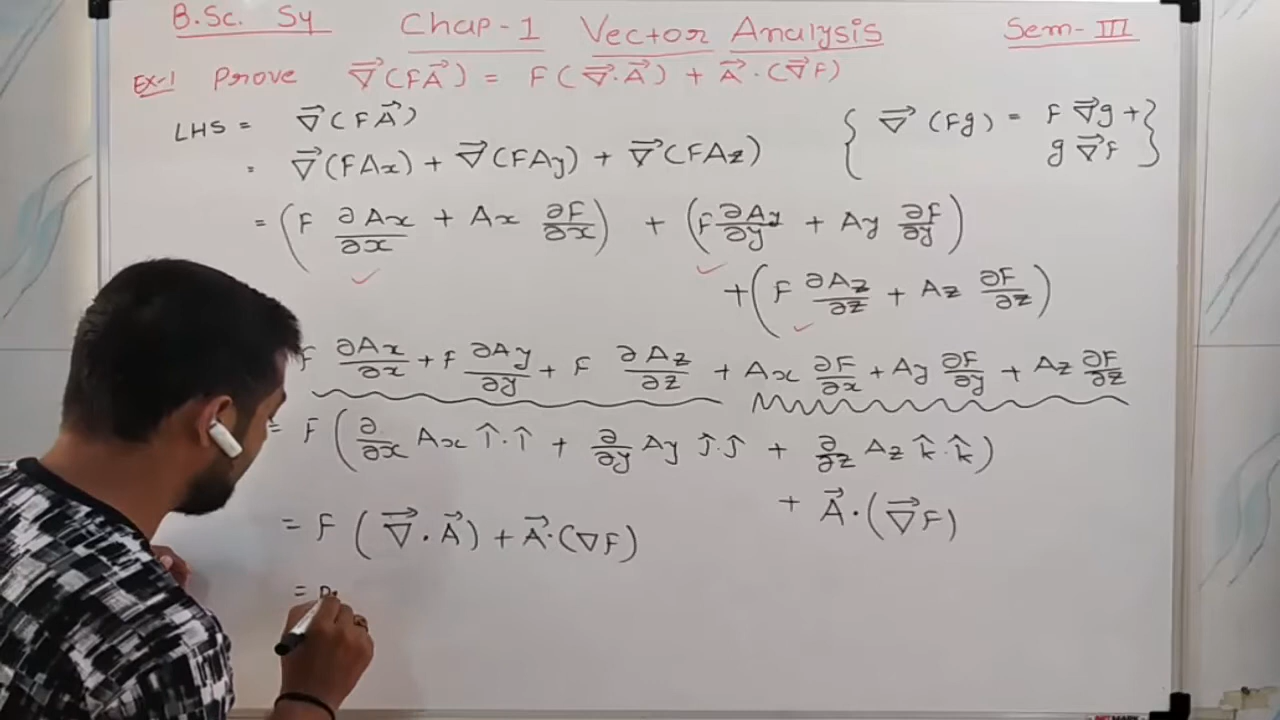 B.Sc. Sy Chap-1 Vector Analysis Sem-III
Ex-1 Prove ∇⃗(FA⃗) = F(∇⃗·A⃗) + A⃗·(∇⃗F)
LHS = ∇⃗(FA⃗)
{ ∇⃗(Fg) = F ∇⃗g + g ∇⃗F }
= ∇⃗(FAx) + ∇⃗(FAy) + ∇⃗(FAz)
= (F ∂Ax/∂x + Ax ∂F/∂x) + (F ∂Ay/∂y + Ay ∂F/∂y)
+ (F ∂Az/∂z + Az ∂F/∂z)
F ∂Ax/∂x + F ∂Ay/∂y + F ∂Az/∂z + Ax ∂F/∂x + Ay ∂F/∂y + Az ∂F/∂z
= F (∂/∂x Ax î·î + ∂/∂y Ay ĵ·ĵ + ∂/∂z Az k̂·k̂)
+ A⃗·(∇⃗F)
= F (∇⃗·A⃗) + A⃗·(∇F)
=